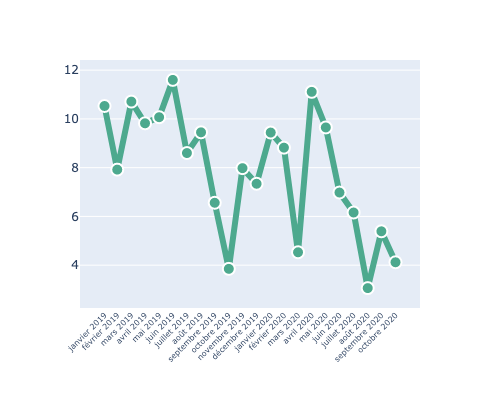 12
10
8
6
4
janvier 2019
février 2019
mars 2019
avril 2019
mai 2019
juin 2019
juillet 2019
août 2019
septembre 2019
octobre 2019
novembre 2019
décembre 2019
janvier 2020
février 2020
mars 2020
avril 2020
mai 2020
juin 2020
juillet 2020
août 2020
septembre 2020
octobre 2020